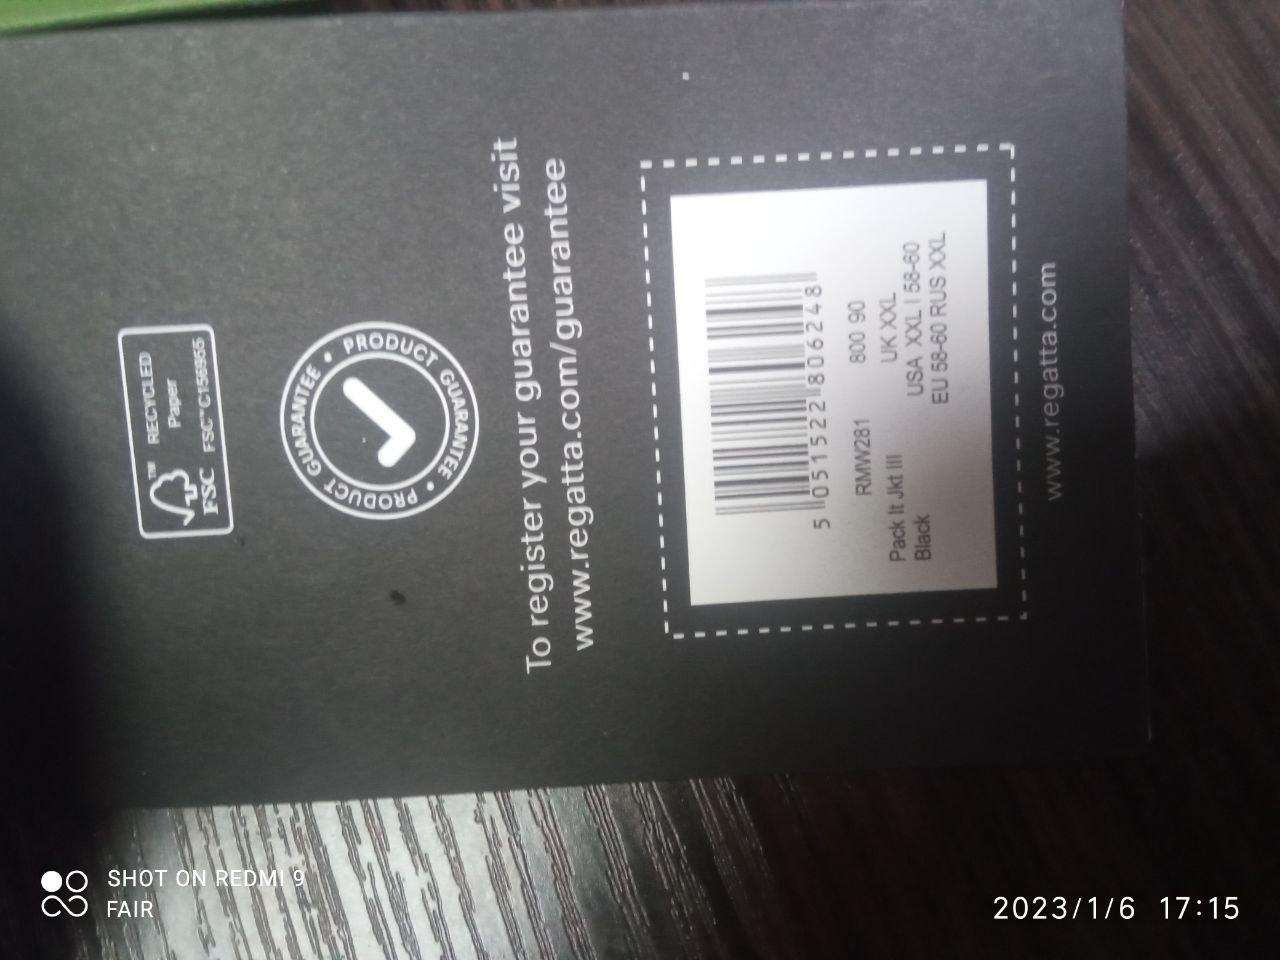 RECYCLED
Paper
FSC™ C156955
FSC™
PRODUCT GUARANTEE • PRODUCT GUARANTEE •
To register your guarantee visit
www.regatta.com/guarantee
5 051522 806248
RMW281 800 90
Pack It Jkt III UK XXL
Black USA XXL I 58-60
EU 58-60 RUS XXL
www.regatta.com
SHOT ON REDMI 9
FAIR
2023/1/6 17:15